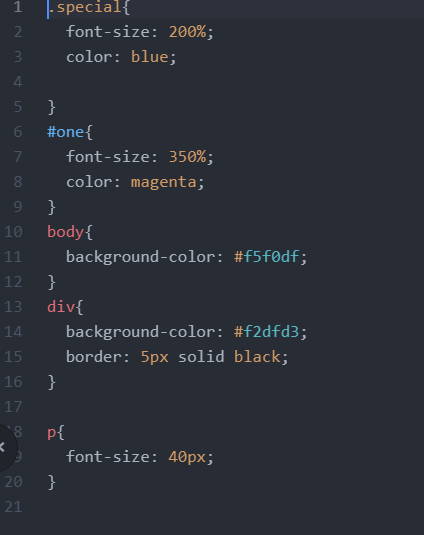 1 .special{
2   font-size: 200%;
3   color: blue;
4
5 }
6 #one{
7   font-size: 350%;
8   color: magenta;
9 }
10 body{
11   background-color: #f5f0df;
12 }
13 div{
14   background-color: #f2dfd3;
15   border: 5px solid black;
16 }
17
8 p{
9   font-size: 40px;
20 }
21